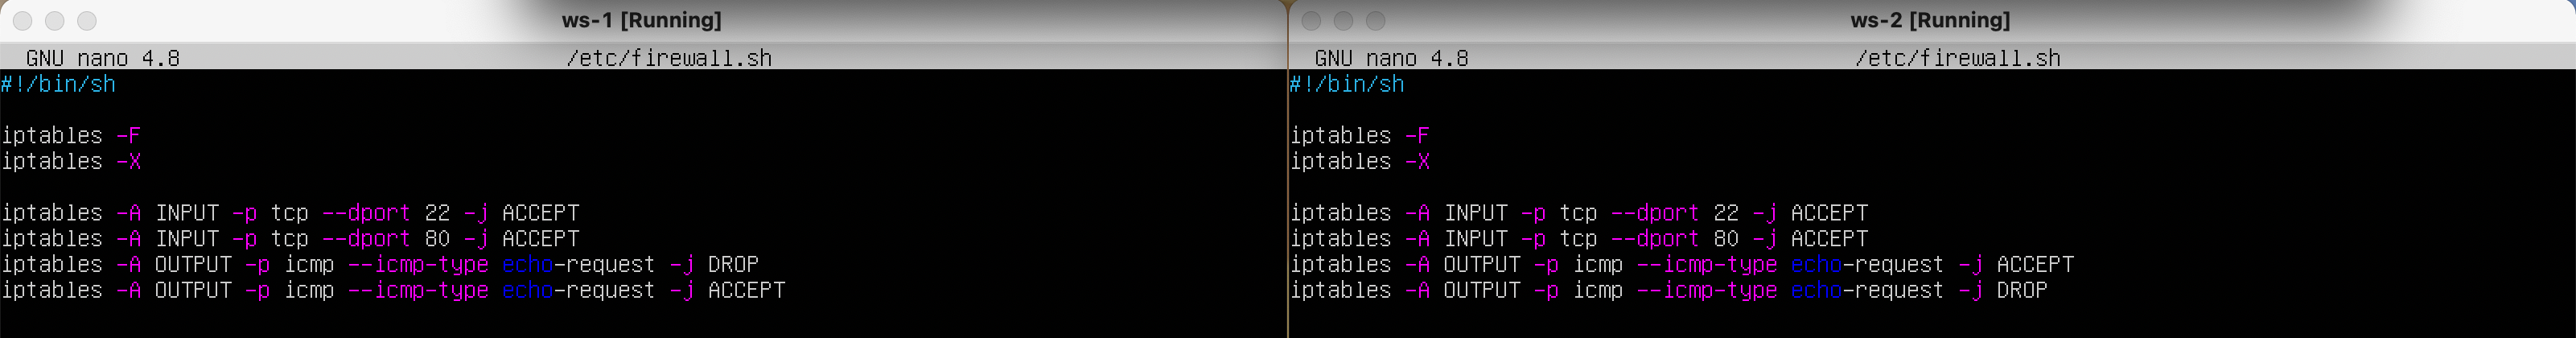 ws-1 [Running]
GNU nano 4.8 /etc/firewall.sh
#!/bin/sh
iptables -F
iptables -X
iptables -A INPUT -p tcp --dport 22 -j ACCEPT
iptables -A INPUT -p tcp --dport 80 -j ACCEPT
iptables -A OUTPUT -p icmp --icmp-type echo-request -j DROP
iptables -A OUTPUT -p icmp --icmp-type echo-request -j ACCEPT
ws-2 [Running]
GNU nano 4.8 /etc/firewall.sh
#!/bin/sh
iptables -F
iptables -X
iptables -A INPUT -p tcp --dport 22 -j ACCEPT
iptables -A INPUT -p tcp --dport 80 -j ACCEPT
iptables -A OUTPUT -p icmp --icmp-type echo-request -j ACCEPT
iptables -A OUTPUT -p icmp --icmp-type echo-request -j DROP